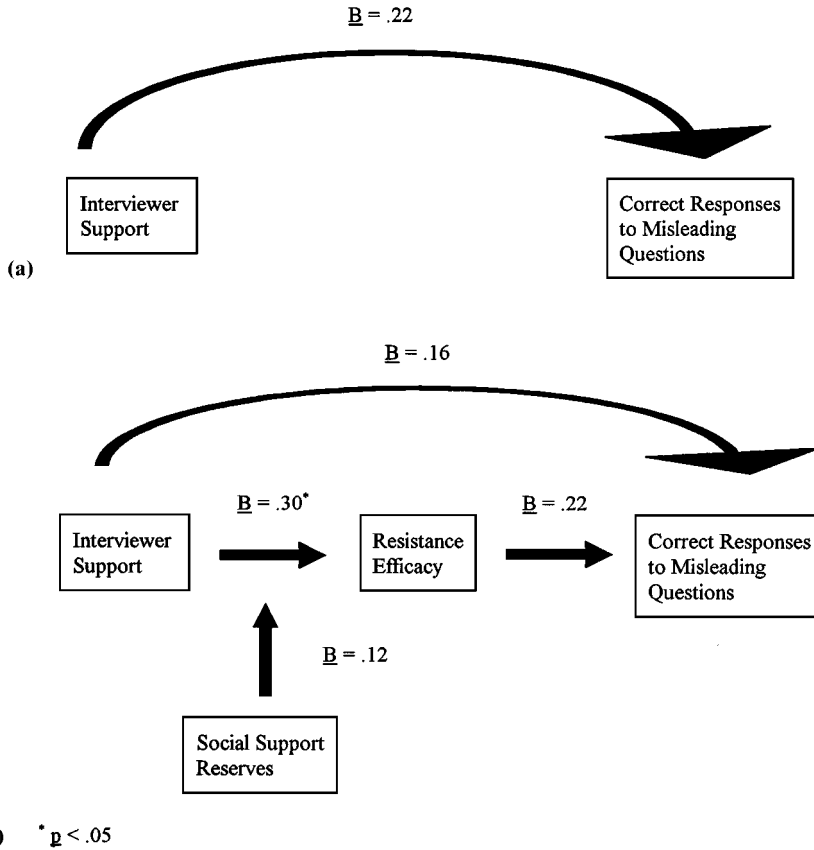 B = .22
Interviewer
Support
Correct Responses
to Misleading
Questions
(a)
B = .16
B = .30*
B = .22
Interviewer
Support
Resistance
Efficacy
Correct Responses
to Misleading
Questions
B = .12
Social Support
Reserves
) * p < .05